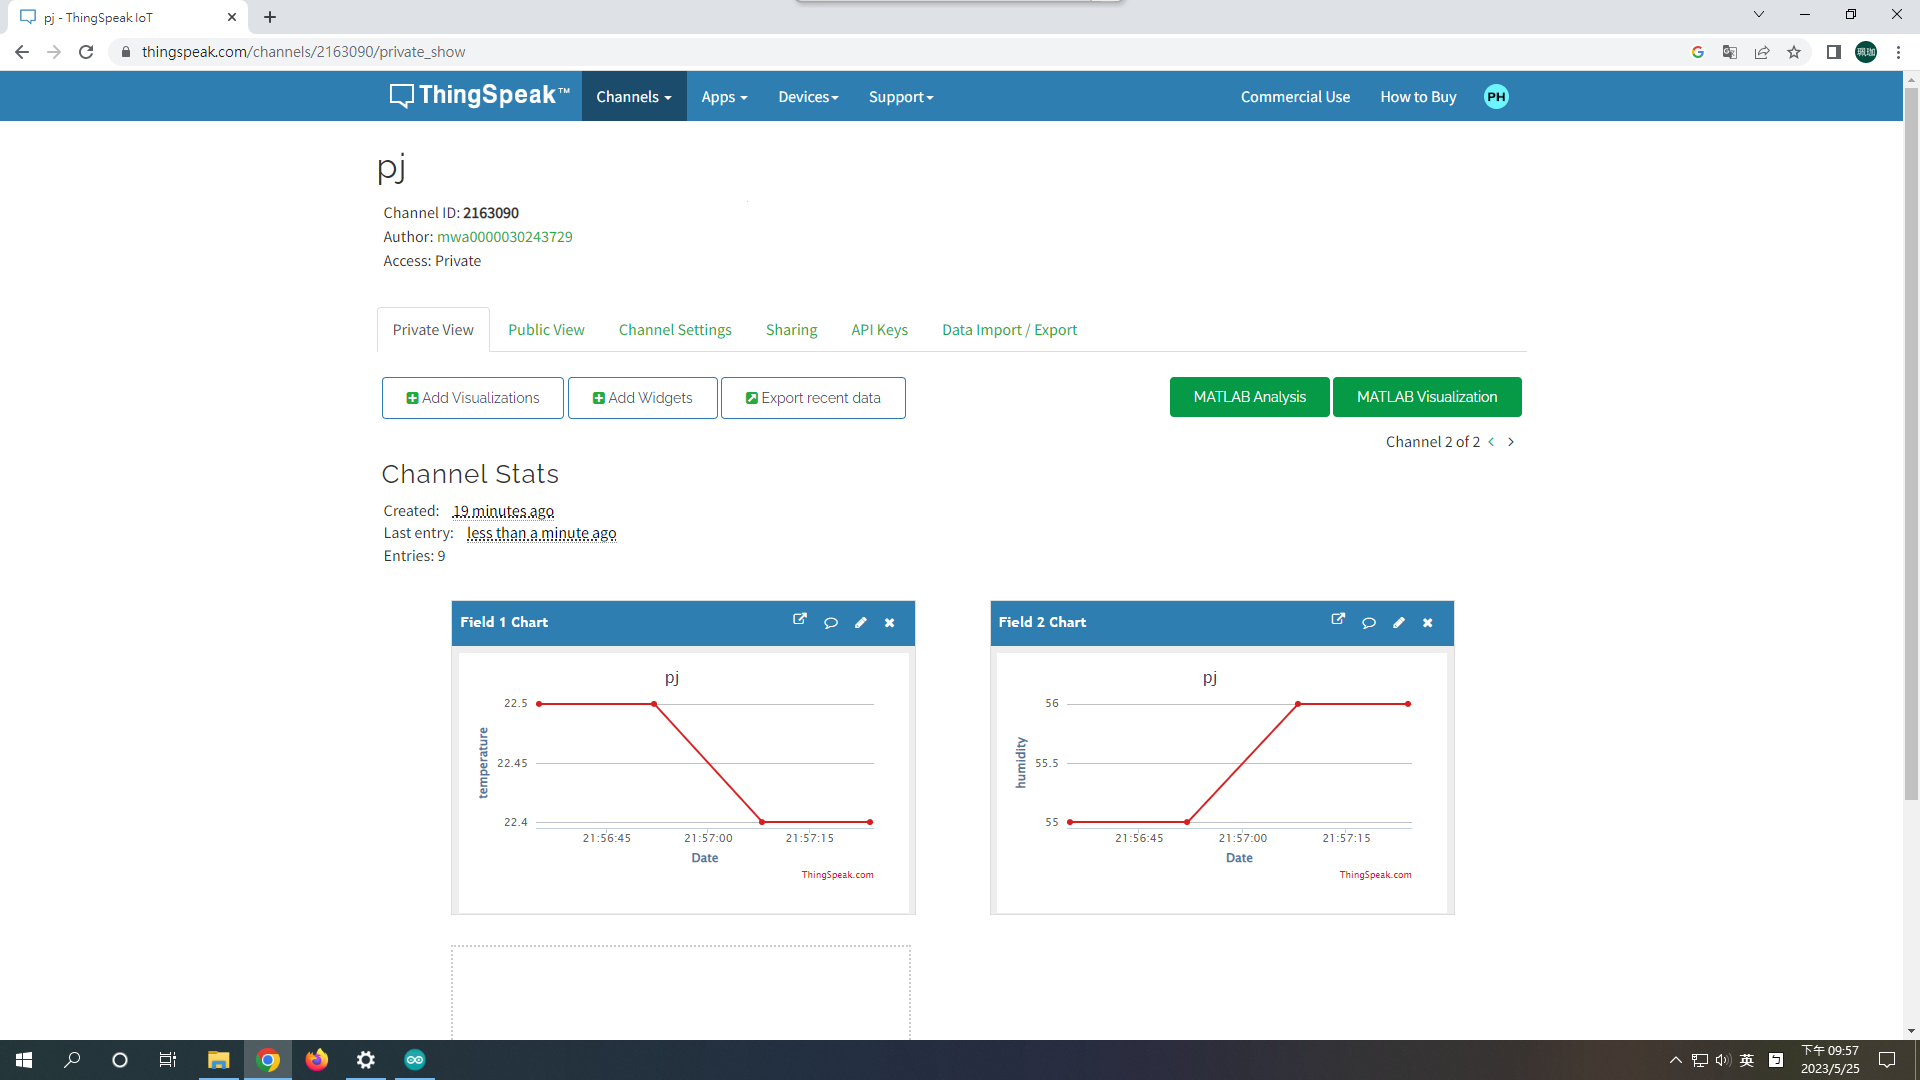 pj - ThingSpeak IoT
thingspeak.com/channels/2163090/private_show
ThingSpeak™
Channels
Apps
Devices
Support
Commercial Use
How to Buy
PH
pj
Channel ID: 2163090
Author: mwa0000030243729
Access: Private
Private View
Public View
Channel Settings
Sharing
API Keys
Data Import / Export
Add Visualizations
Add Widgets
Export recent data
MATLAB Analysis
MATLAB Visualization
Channel 2 of 2
Channel Stats
Created: 19 minutes ago
Last entry: less than a minute ago
Entries: 9
Field 1 Chart
pj
22.5
22.45
22.4
temperature
21:56:45
21:57:00
21:57:15
Date
ThingSpeak.com
Field 2 Chart
pj
56
55.5
55
humidity
21:56:45
21:57:00
21:57:15
Date
ThingSpeak.com
英
下午 09:57
2023/5/25